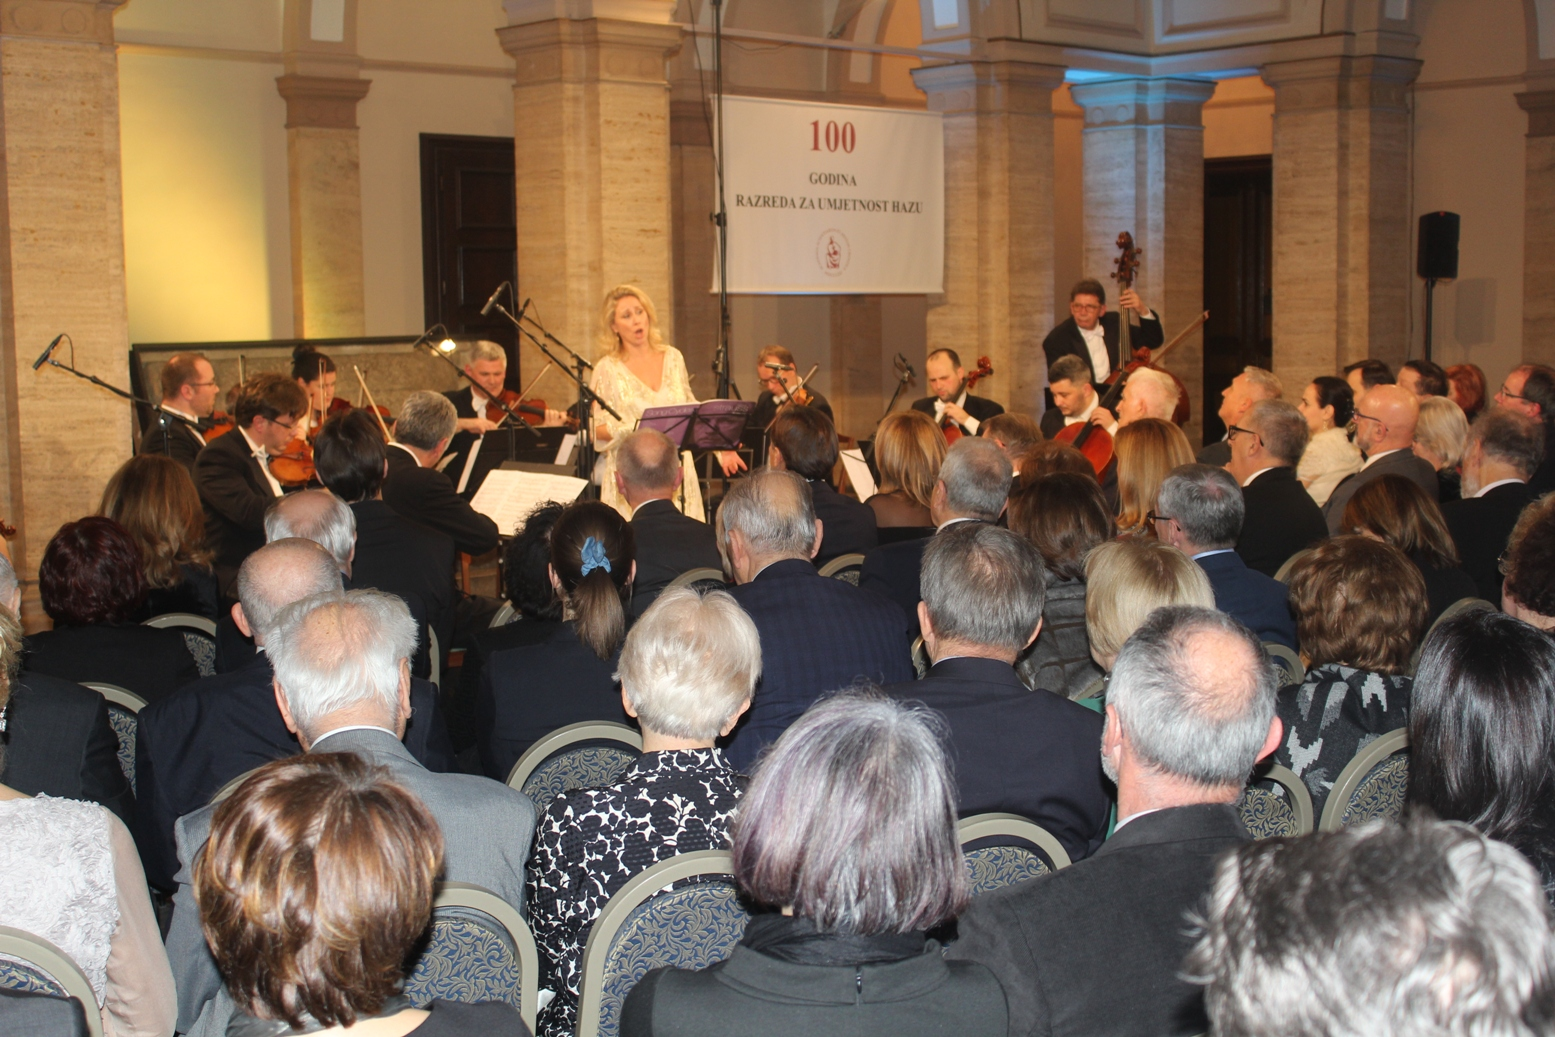 100
GODINA
RAZREDA ZA UMJETNOST HAZU